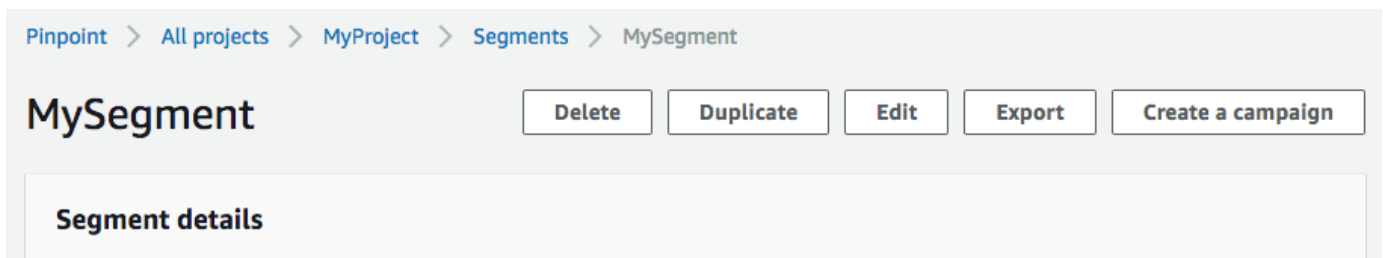 Pinpoint > All projects > MyProject > Segments > MySegment
MySegment Delete Duplicate Edit Export Create a campaign
Segment details